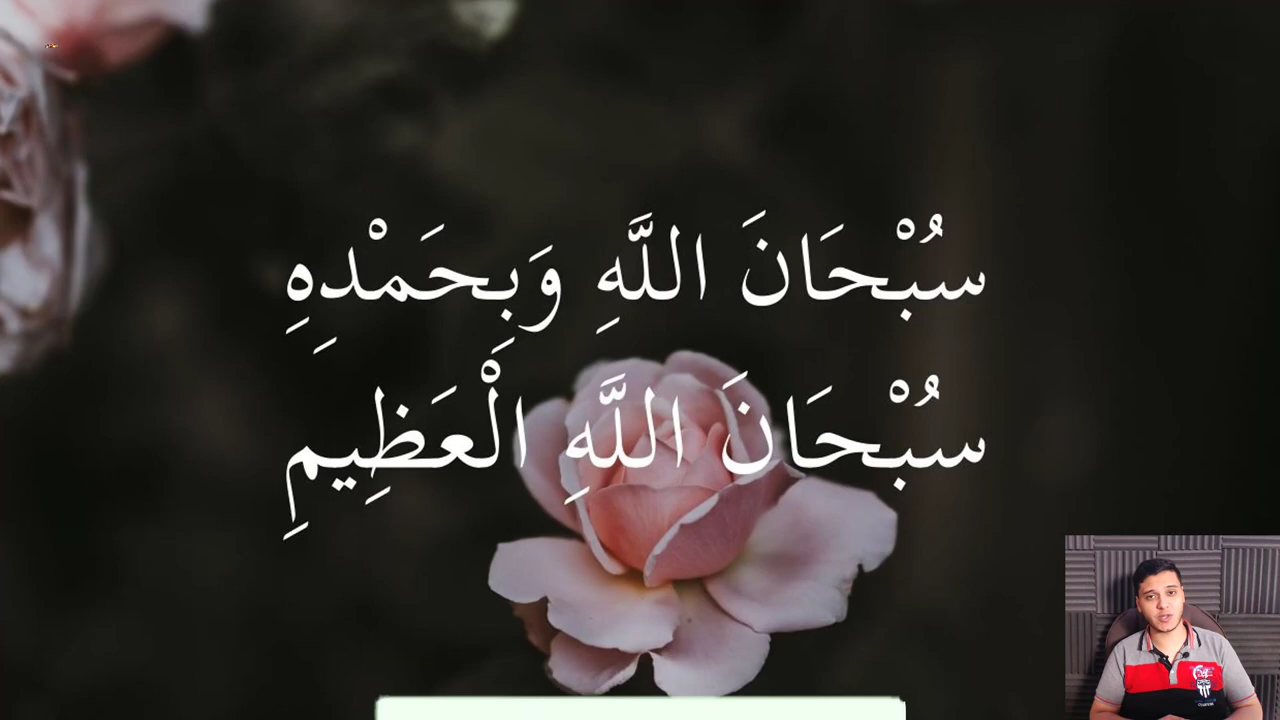 سُبْحَانَ اللَّهِ وَبِحَمْدِهِ
سُبْحَانَ اللَّهِ الْعَظِيمِ